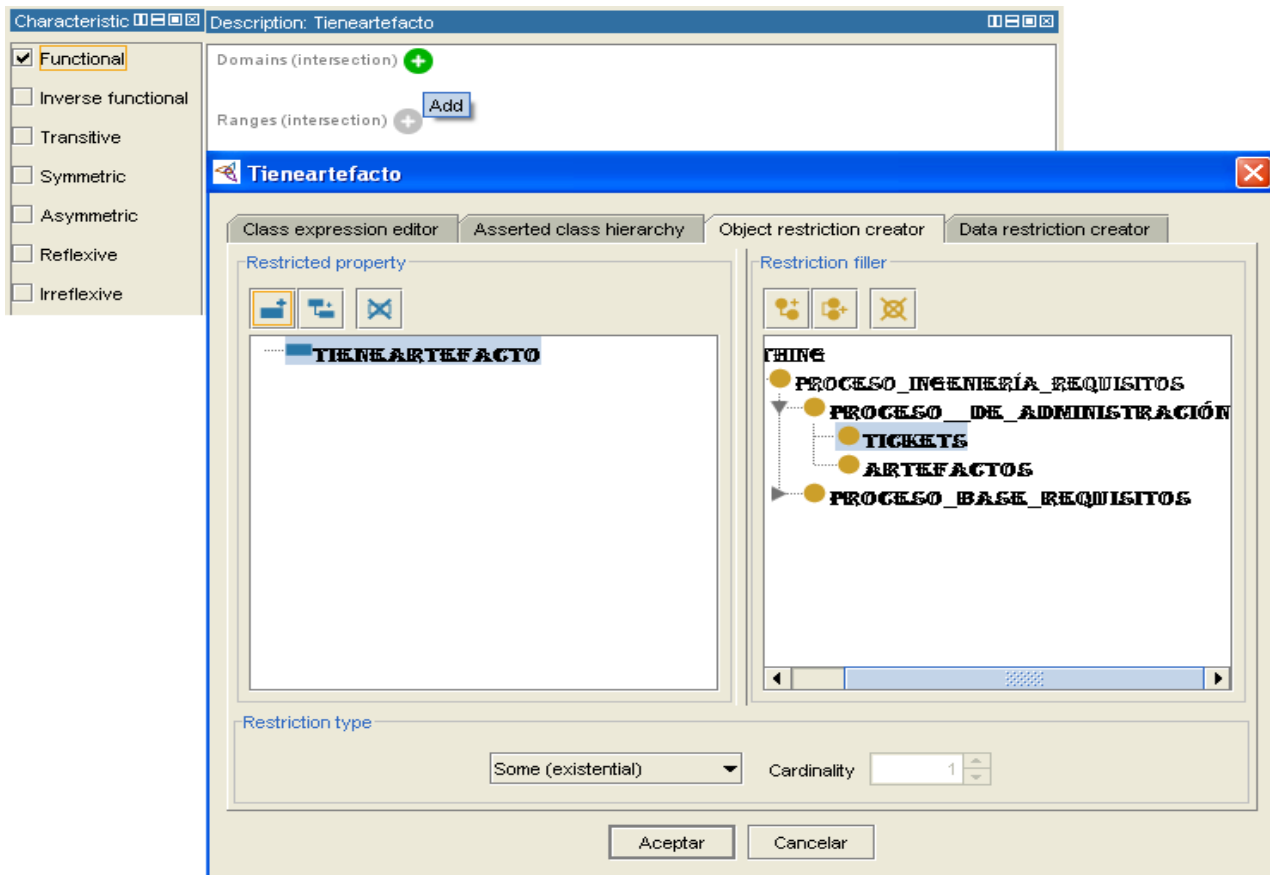 Characteristic
Description: Tieneartefacto
Functional
Domains (intersection)
Inverse functional
Add
Ranges (intersection)
Transitive
Symmetric
Asymmetric
Reflexive
Irreflexive
Tieneartefacto
Class expression editor
Asserted class hierarchy
Object restriction creator
Data restriction creator
Restricted property
TIENEARTEFACTO
Restriction filler
THING
PROCESO_INGENIERÍA_REQUISITOS
PROCESO__DE_ADMINISTRACIÓN
TICKETS
ARTEFACTOS
PROCESO_BASE_REQUISITOS
Restriction type
Some (existential)
Cardinality
1
Aceptar
Cancelar